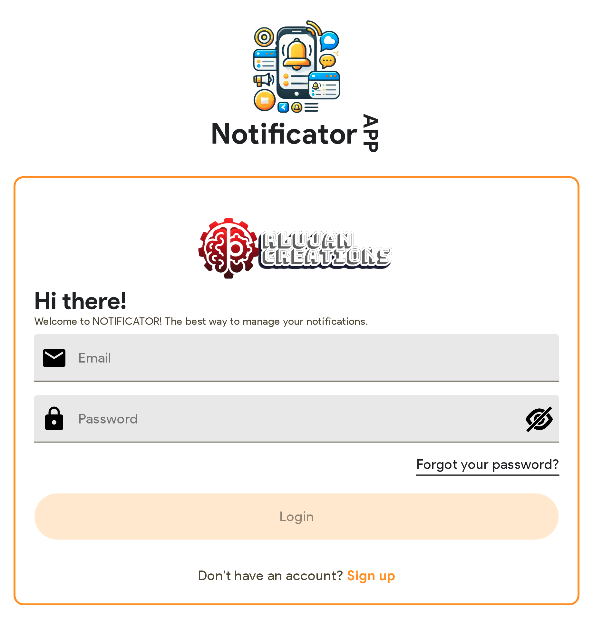 Notificator APP
ALUJAN
CREATIONS
Hi there!
Welcome to NOTIFICATOR! The best way to manage your notifications.
Email
Password
Forgot your password?
Login
Don't have an account? Sign up